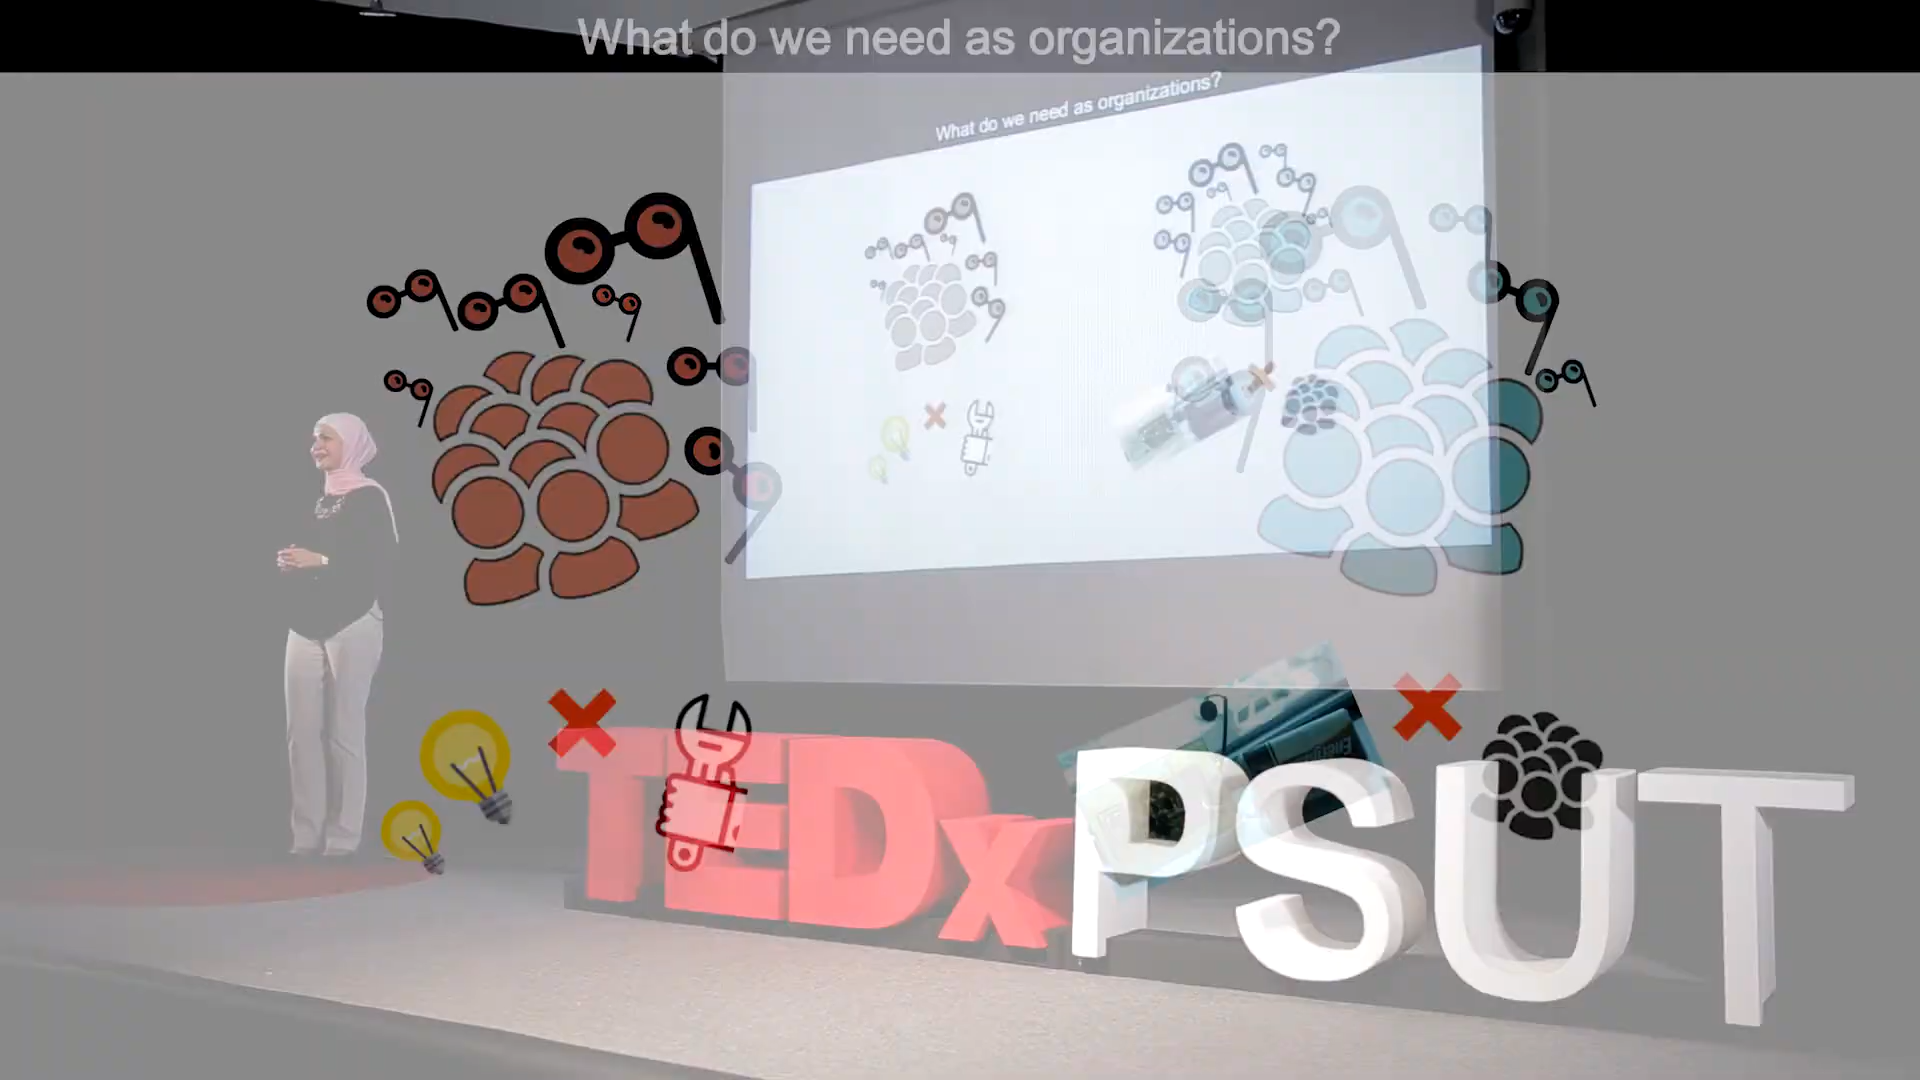 What do we need as organizations?
What do we need as organizations?
TEDxPSUT